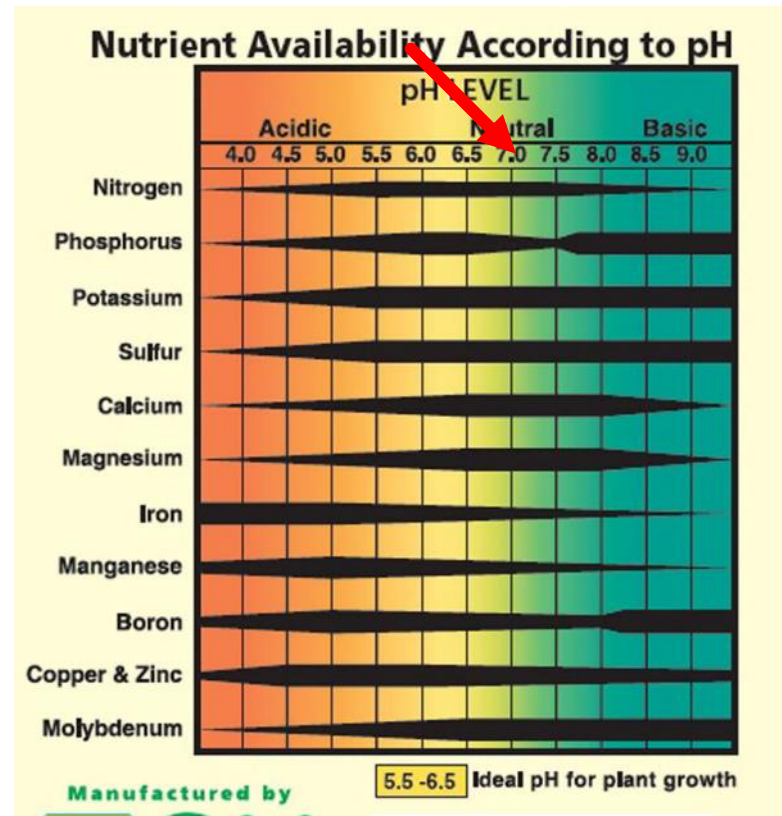 Nutrient Availability According to pH
pH LEVEL
Acidic Neutral Basic
4.0 4.5 5.0 5.5 6.0 6.5 7.0 7.5 8.0 8.5 9.0
Nitrogen
Phosphorus
Potassium
Sulfur
Calcium
Magnesium
Iron
Manganese
Boron
Copper & Zinc
Molybdenum
5.5 -6.5 Ideal pH for plant growth
Manufactured by